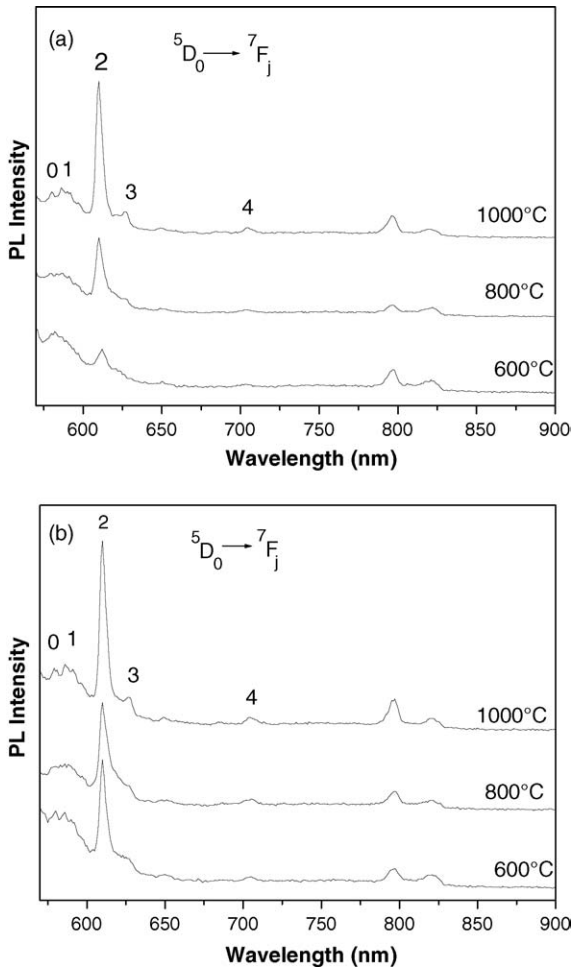 (a)
⁵D₀ → ⁷Fⱼ
2
0 1
3
4
1000°C
800°C
600°C
PL Intensity
600 650 700 750 800 850 900
Wavelength (nm)
(b)
2
⁵D₀ → ⁷Fⱼ
0 1
3
4
1000°C
800°C
600°C
PL Intensity
600 650 700 750 800 850 900
Wavelength (nm)